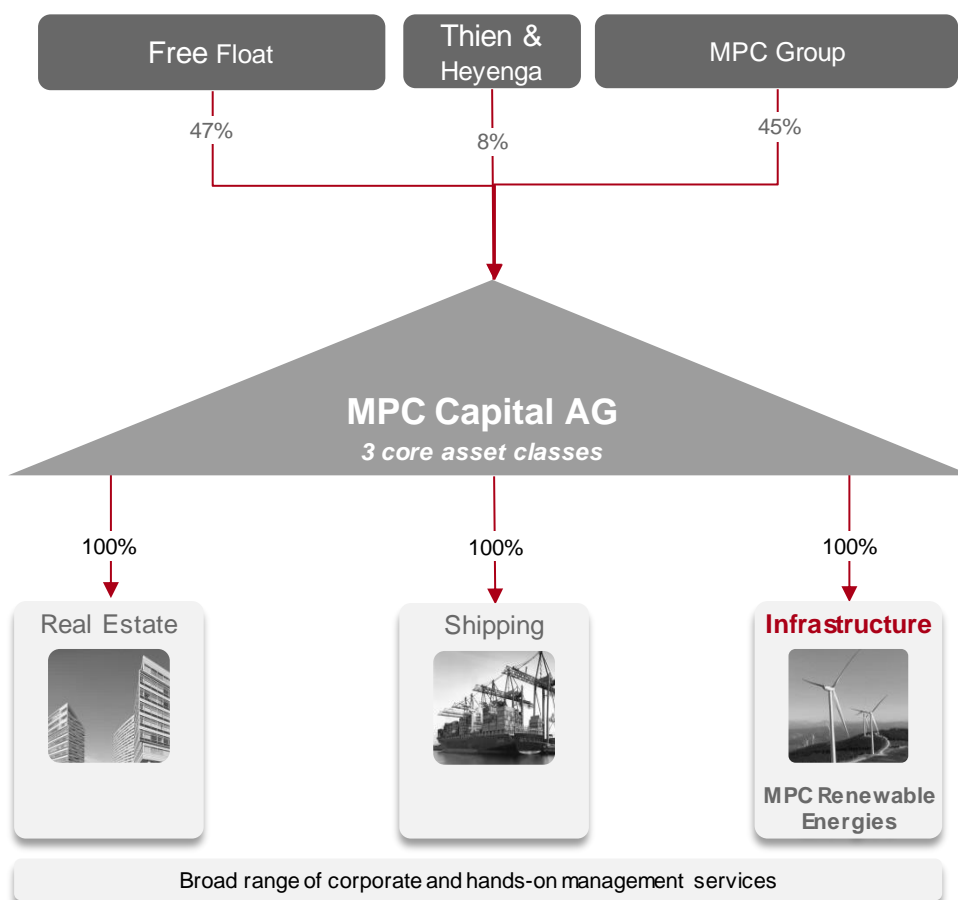 Free Float
Thien &
Heyenga
MPC Group
47%
8%
45%
MPC Capital AG
3 core asset classes
100%
100%
100%
Real Estate
Shipping
Infrastructure
MPC Renewable
Energies
Broad range of corporate and hands-on management services